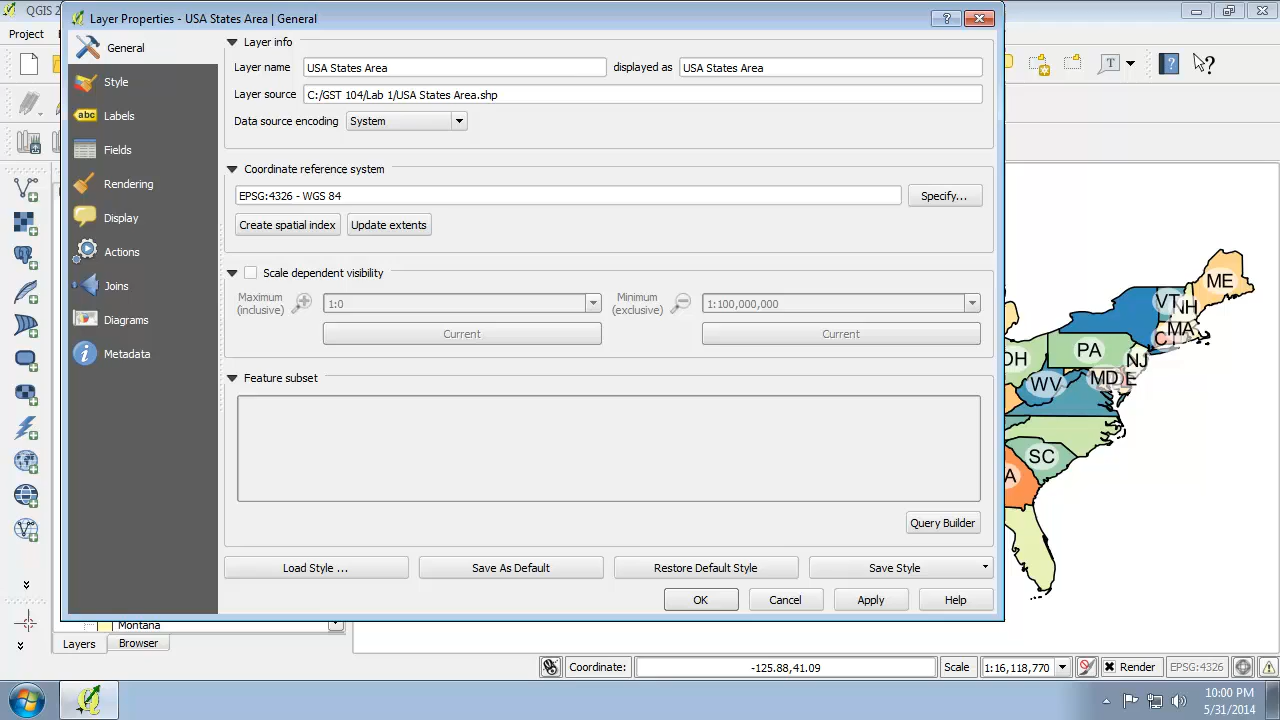 QGIS 2
Layer Properties - USA States Area | General
Project
General
Style
Labels
abc
Fields
Rendering
Display
Actions
Joins
Diagrams
Metadata
Layer info
Layer name USA States Area displayed as USA States Area
Layer source C:/GST 104/Lab 1/USA States Area.shp
Data source encoding System
Coordinate reference system
EPSG:4326 - WGS 84 Specify...
Create spatial index Update extents
Scale dependent visibility
Maximum (inclusive) 1:0 Minimum (exclusive) 1:100,000,000
Current Current
Feature subset
Query Builder
Load Style ... Save As Default Restore Default Style Save Style
OK Cancel Apply Help
T
ME
VT NH
MA
PA
NJ
WV MD
SC
Montana
Layers Browser
Coordinate: -125.88,41.09 Scale 1:16,118,770 Render EPSG:4326
10:00 PM
5/31/2014